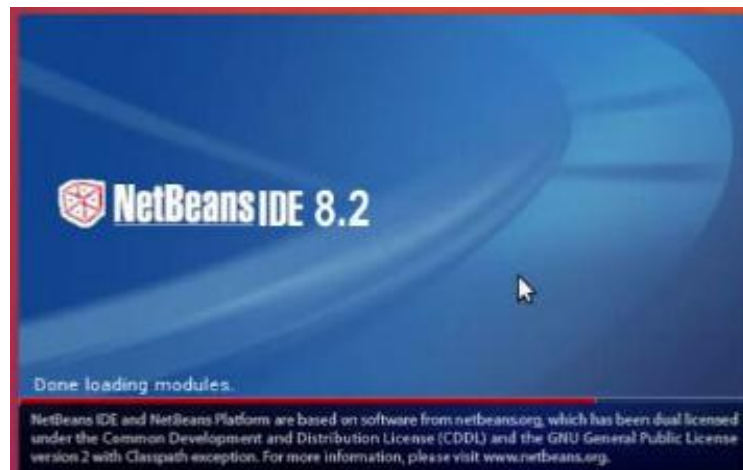 NetBeans IDE 8.2
Done loading modules.
NetBeans IDE and NetBeans Platform are based on software from netbeans.org, which has been dual licensed
under the Common Development and Distribution License (CDDL) and the GNU General Public License
version 2 with Classpath exception. For more information, please visit www.netbeans.org.